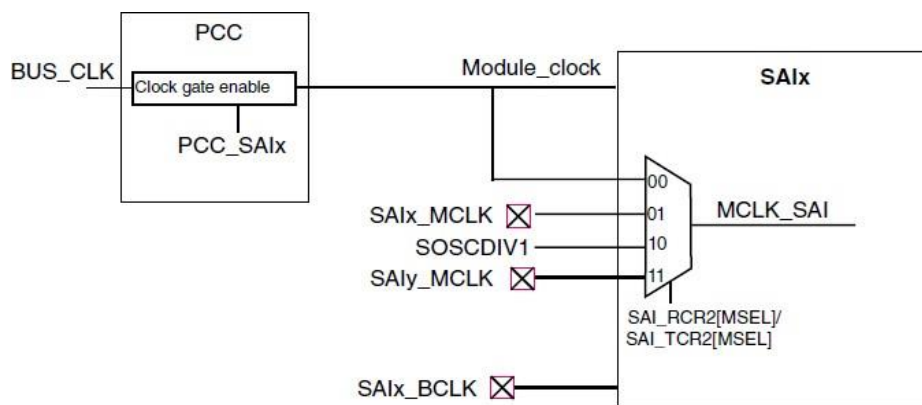 PCC
BUS_CLK
Clock gate enable
PCC_SAIx
Module_clock
SAIx
00
SAIx_MCLK
01
MCLK_SAI
SOSCDIV1
10
SAIy_MCLK
11
SAI_RCR2[MSEL]/
SAI_TCR2[MSEL]
SAIx_BCLK